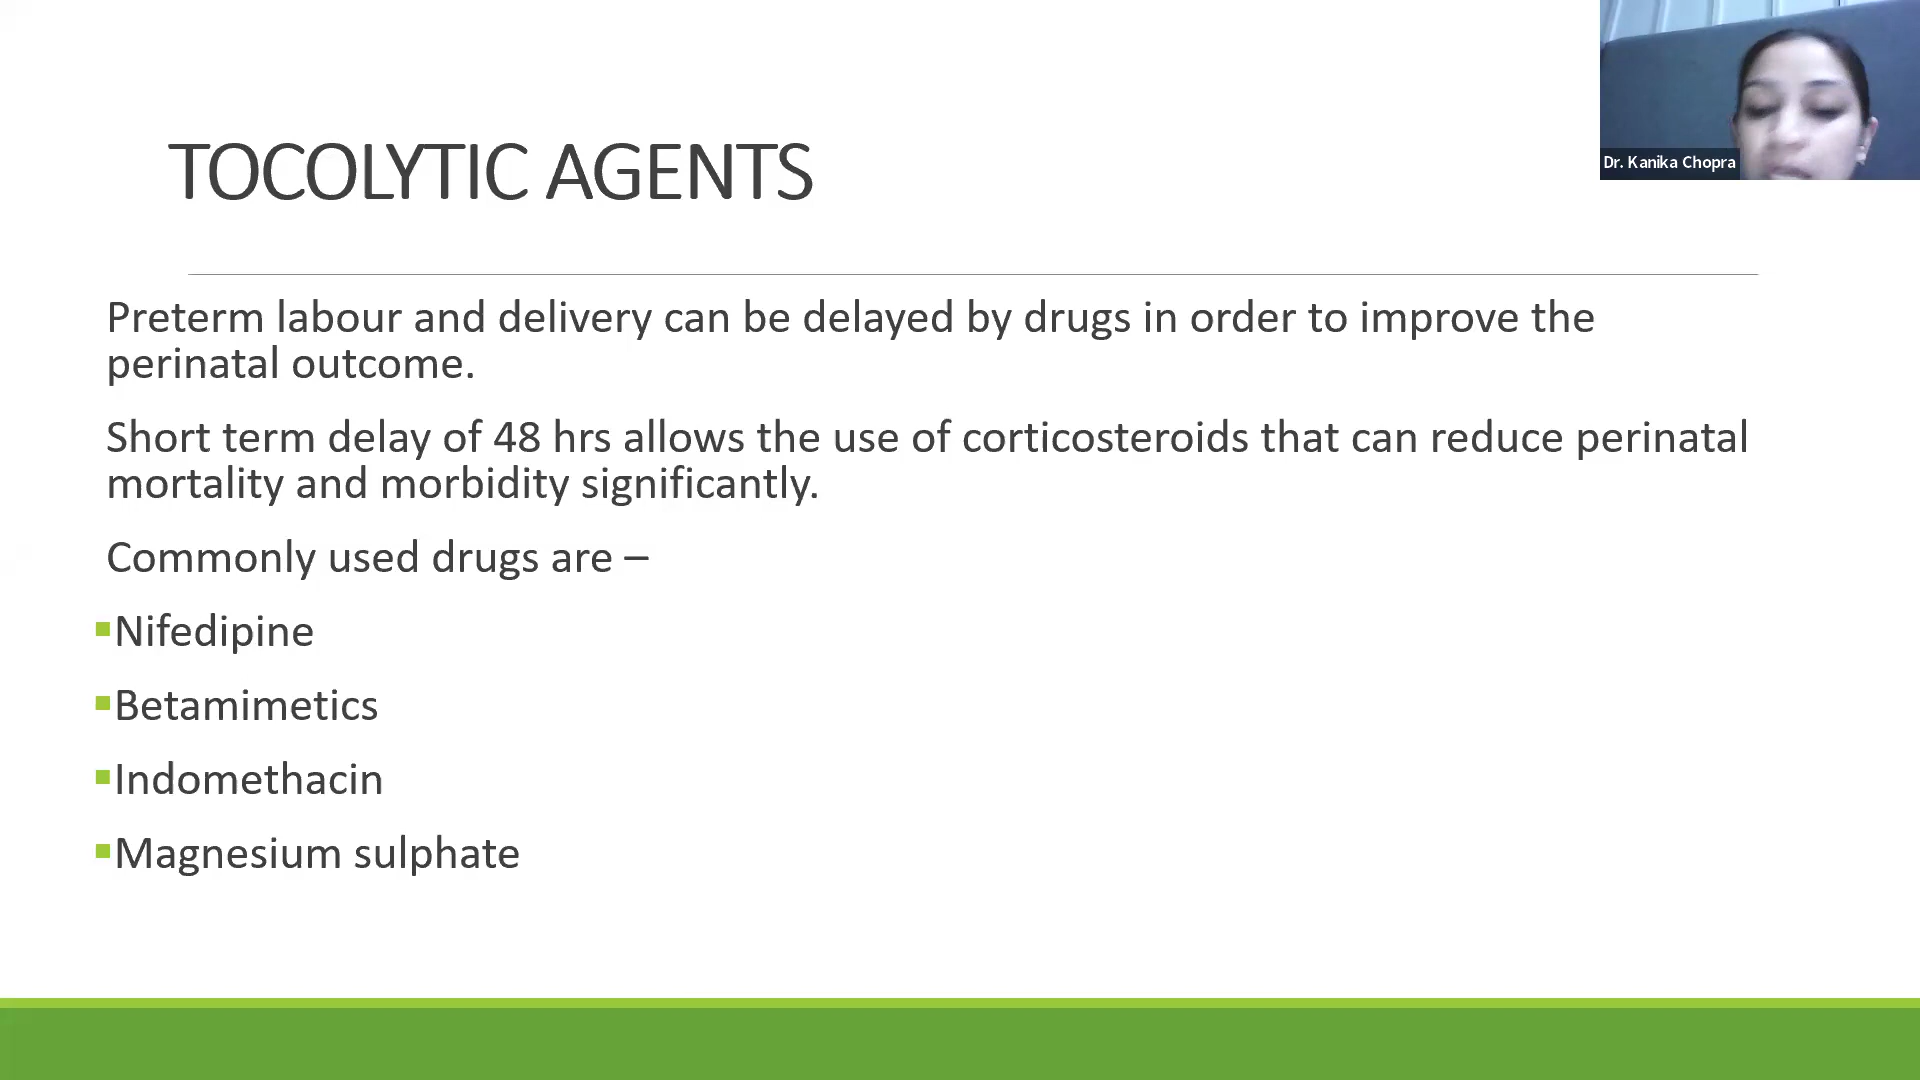 Dr. Kanika Chopra
TOCOLYTIC AGENTS
Preterm labour and delivery can be delayed by drugs in order to improve the
perinatal outcome.
Short term delay of 48 hrs allows the use of corticosteroids that can reduce perinatal
mortality and morbidity significantly.
Commonly used drugs are –
▪Nifedipine
▪Betamimetics
▪Indomethacin
▪Magnesium sulphate